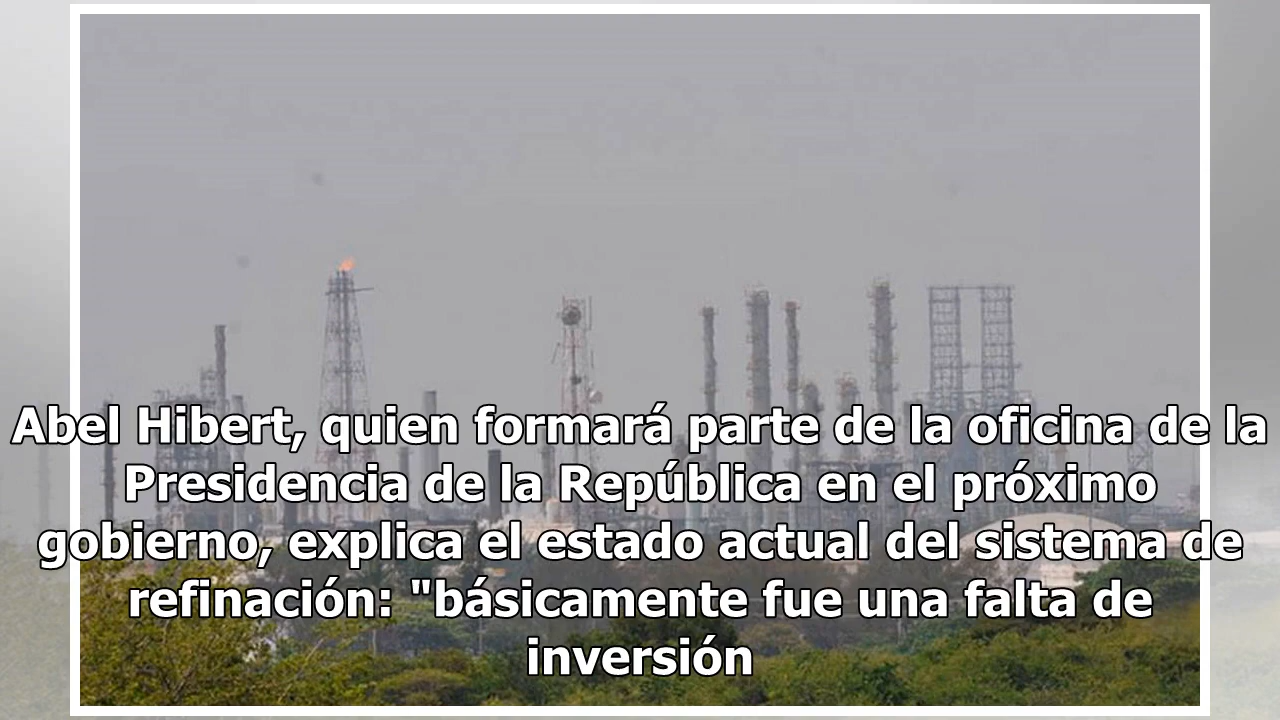 Abel Hibert, quien formará parte de la oficina de la
Presidencia de la República en el próximo
gobierno, explica el estado actual del sistema de
refinación: "básicamente fue una falta de
inversión